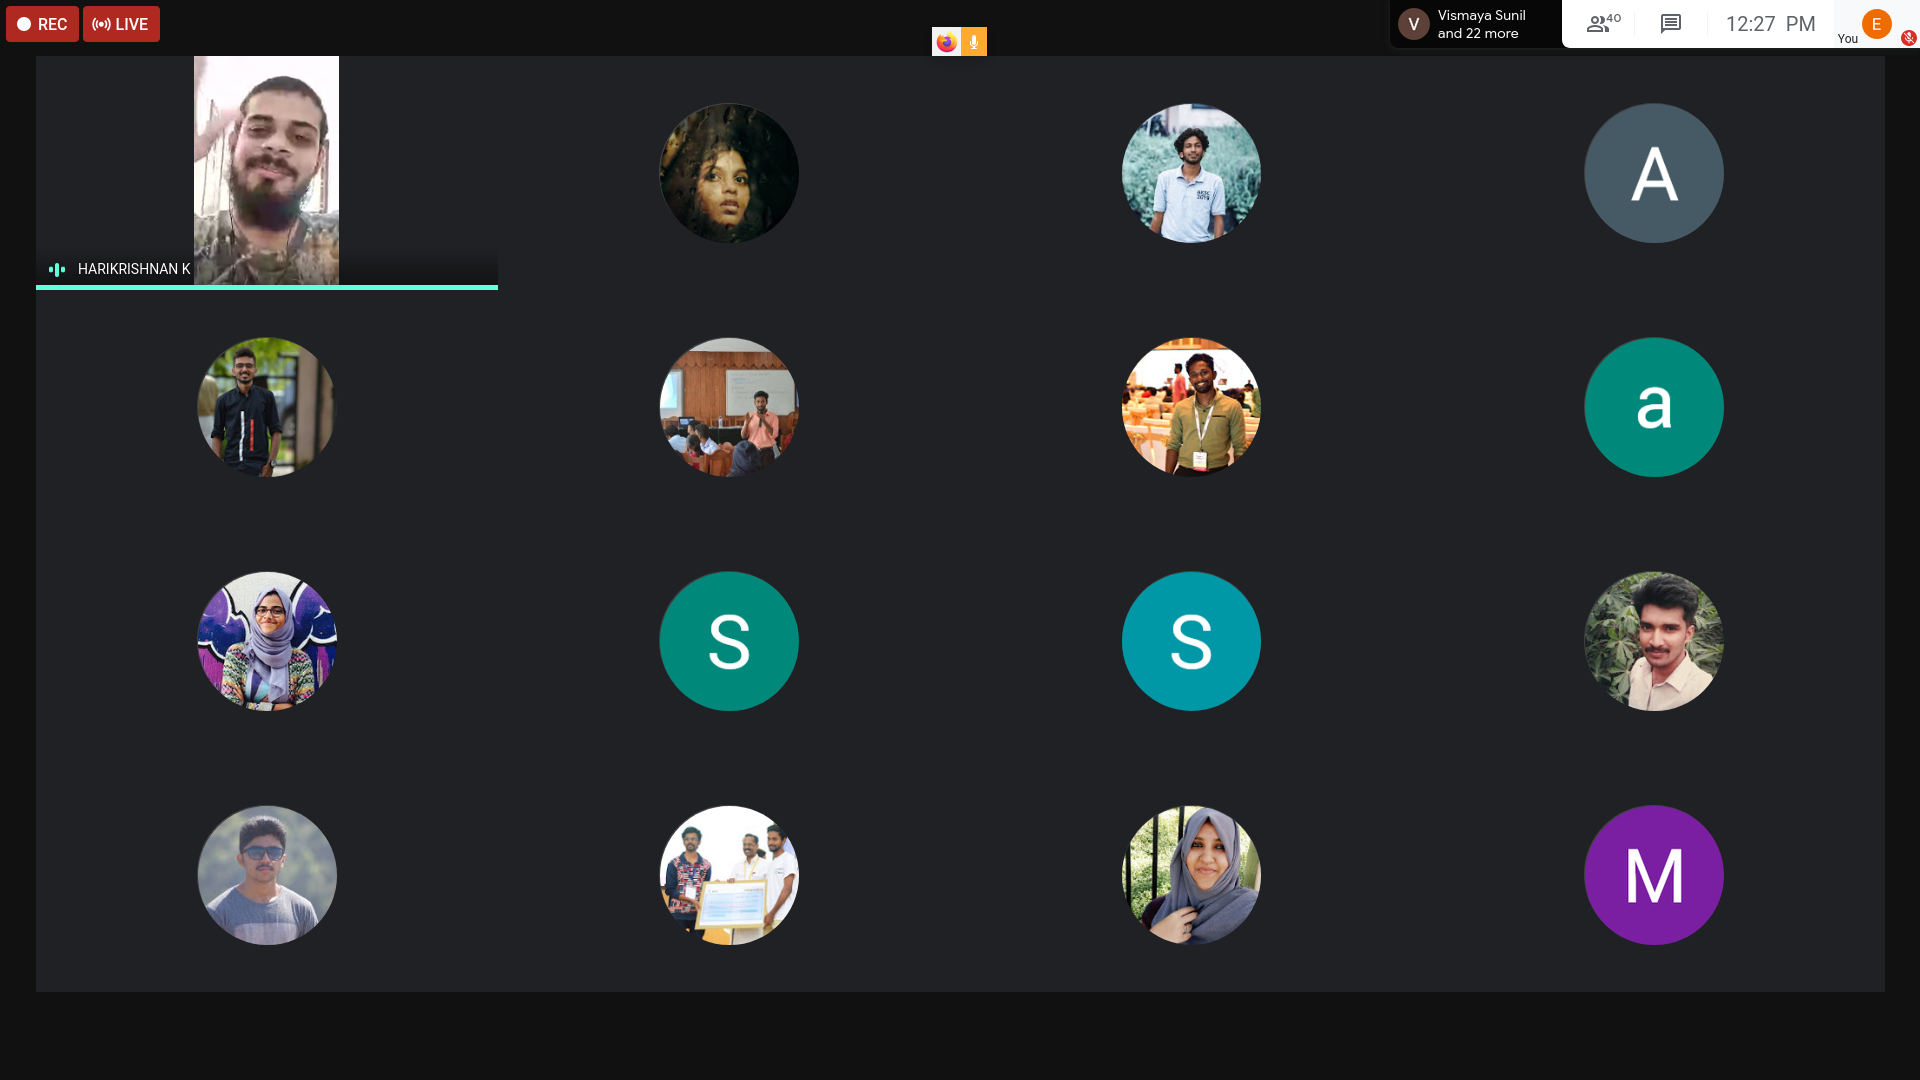 REC
LIVE
V
Vismaya Sunil
and 22 more
40
12:27 PM
You
E
A
HARIKRISHNAN K
a
S
S
M